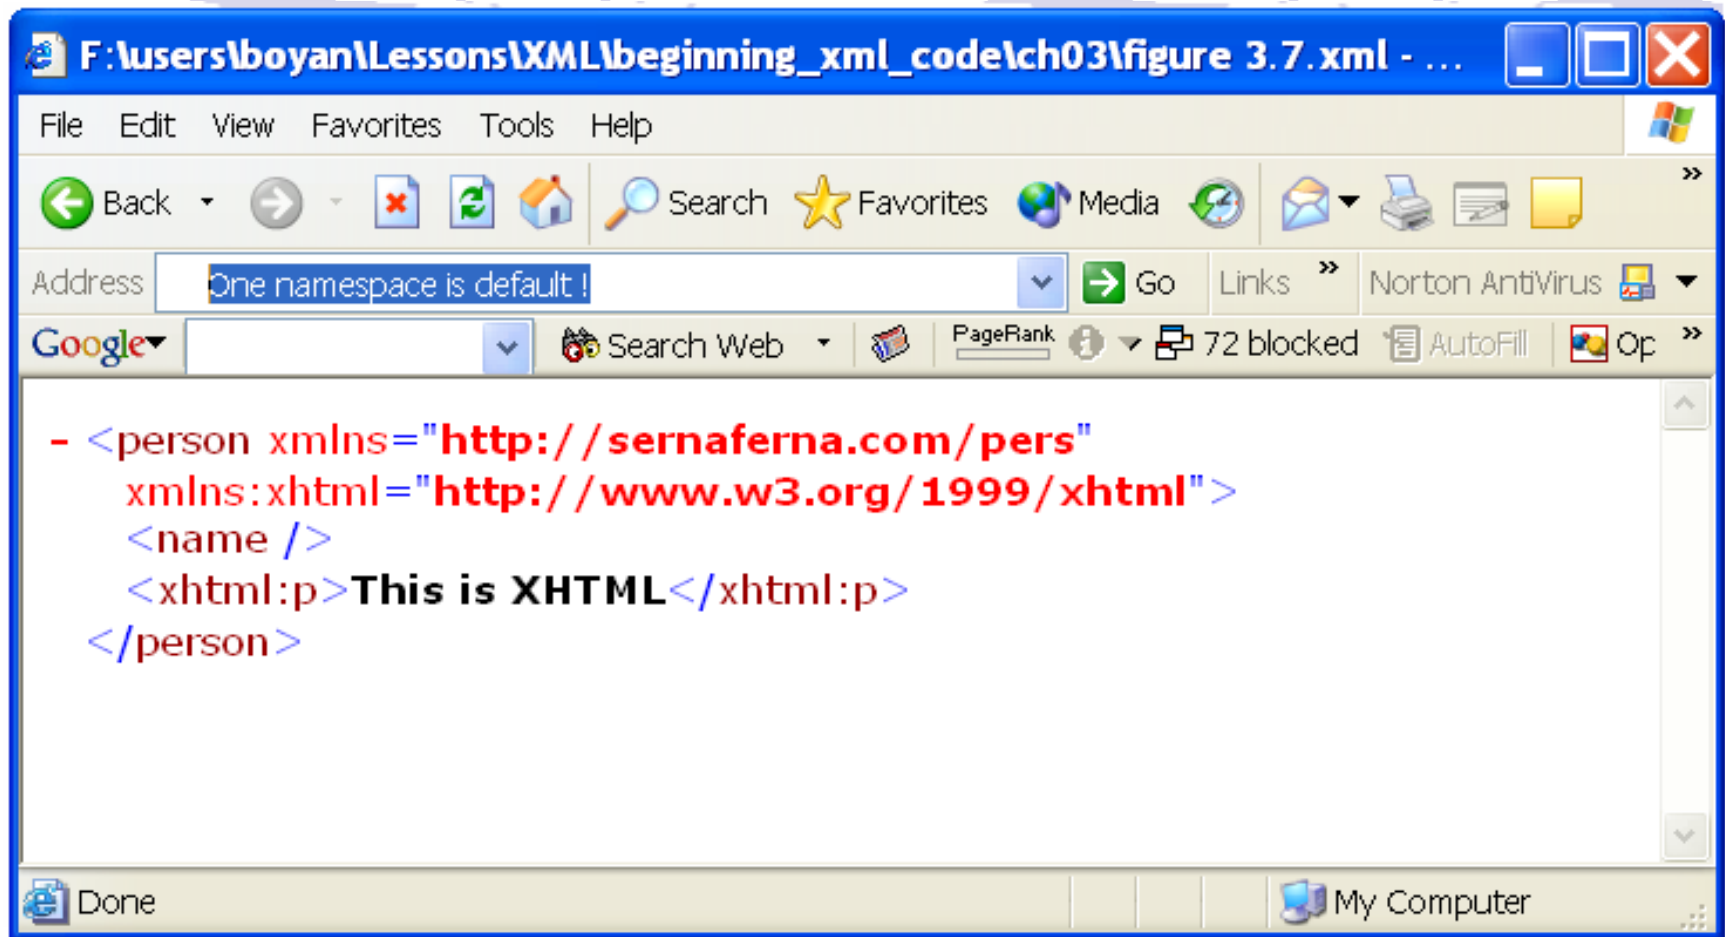 F:\users\boyan\Lessons\XML\beginning_xml_code\ch03\figure 3.7.xml - ...
File Edit View Favorites Tools Help
Back Search Favorites Media »
Address One namespace is default ! Go Links » Norton AntiVirus
Google Search Web PageRank 72 blocked AutoFill Op »
- <person xmlns="http://sernaferna.com/pers"
xmlns:xhtml="http://www.w3.org/1999/xhtml">
<name />
<xhtml:p>This is XHTML</xhtml:p>
</person>
Done My Computer